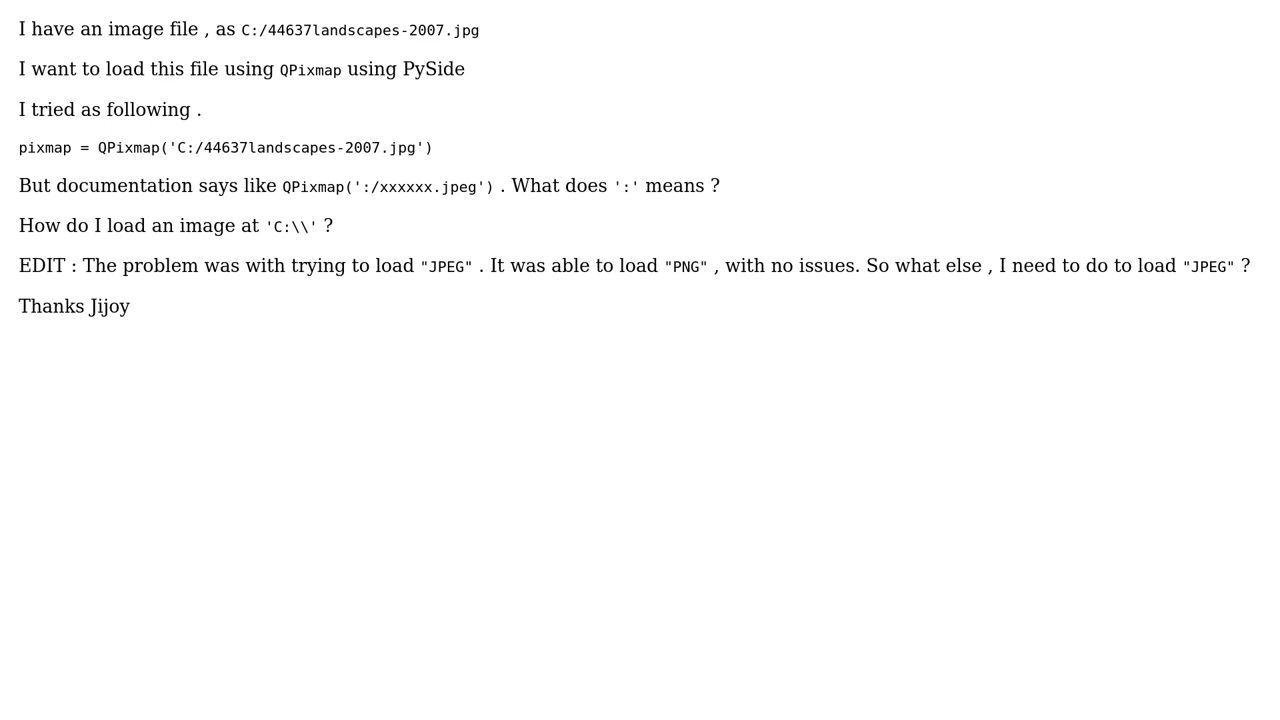 I have an image file , as C:/44637landscapes-2007.jpg
I want to load this file using QPixmap using PySide
I tried as following .
pixmap = QPixmap('C:/44637landscapes-2007.jpg')
But documentation says like QPixmap(':/xxxxxx.jpeg') . What does ':' means ?
How do I load an image at 'C:\\' ?
EDIT : The problem was with trying to load "JPEG" . It was able to load "PNG" , with no issues. So what else , I need to do to load "JPEG" ?
Thanks Jijoy